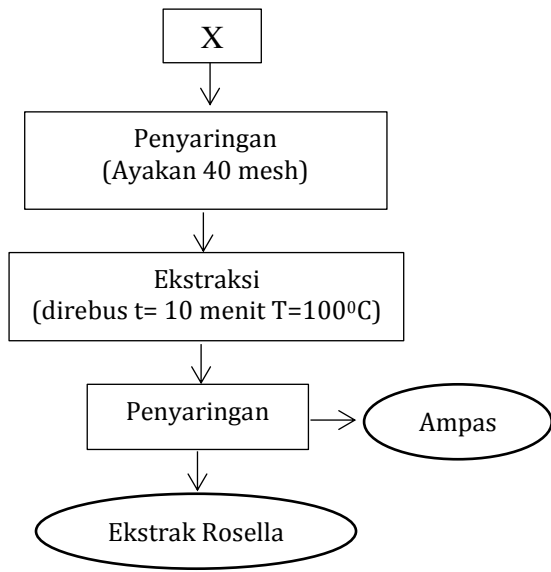 X
Penyaringan
(Ayakan 40 mesh)
Ekstraksi
(direbus t= 10 menit T=100⁰C)
Penyaringan
Ampas
Ekstrak Rosella